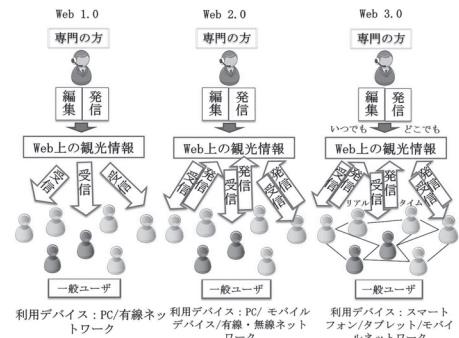 Web 1.0
専門の方
編集
発信
Web上の観光情報
受信
受信
受信
一般ユーザ
利用デバイス：PC/有線ネッ
トワーク
Web 2.0
専門の方
編集
発信
Web上の観光情報
受信
発信
受信
発信
受信
発信
一般ユーザ
利用デバイス：PC/ モバイル
デバイス/有線・無線ネット
ワーク
Web 3.0
専門の方
編集
発信
いつでも
どこでも
Web上の観光情報
受信
発信
受信
発信
受信
発信
リアル
タイム
一般ユーザ
利用デバイス：スマート
フォン/タブレット/モバイ
ルネットワーク